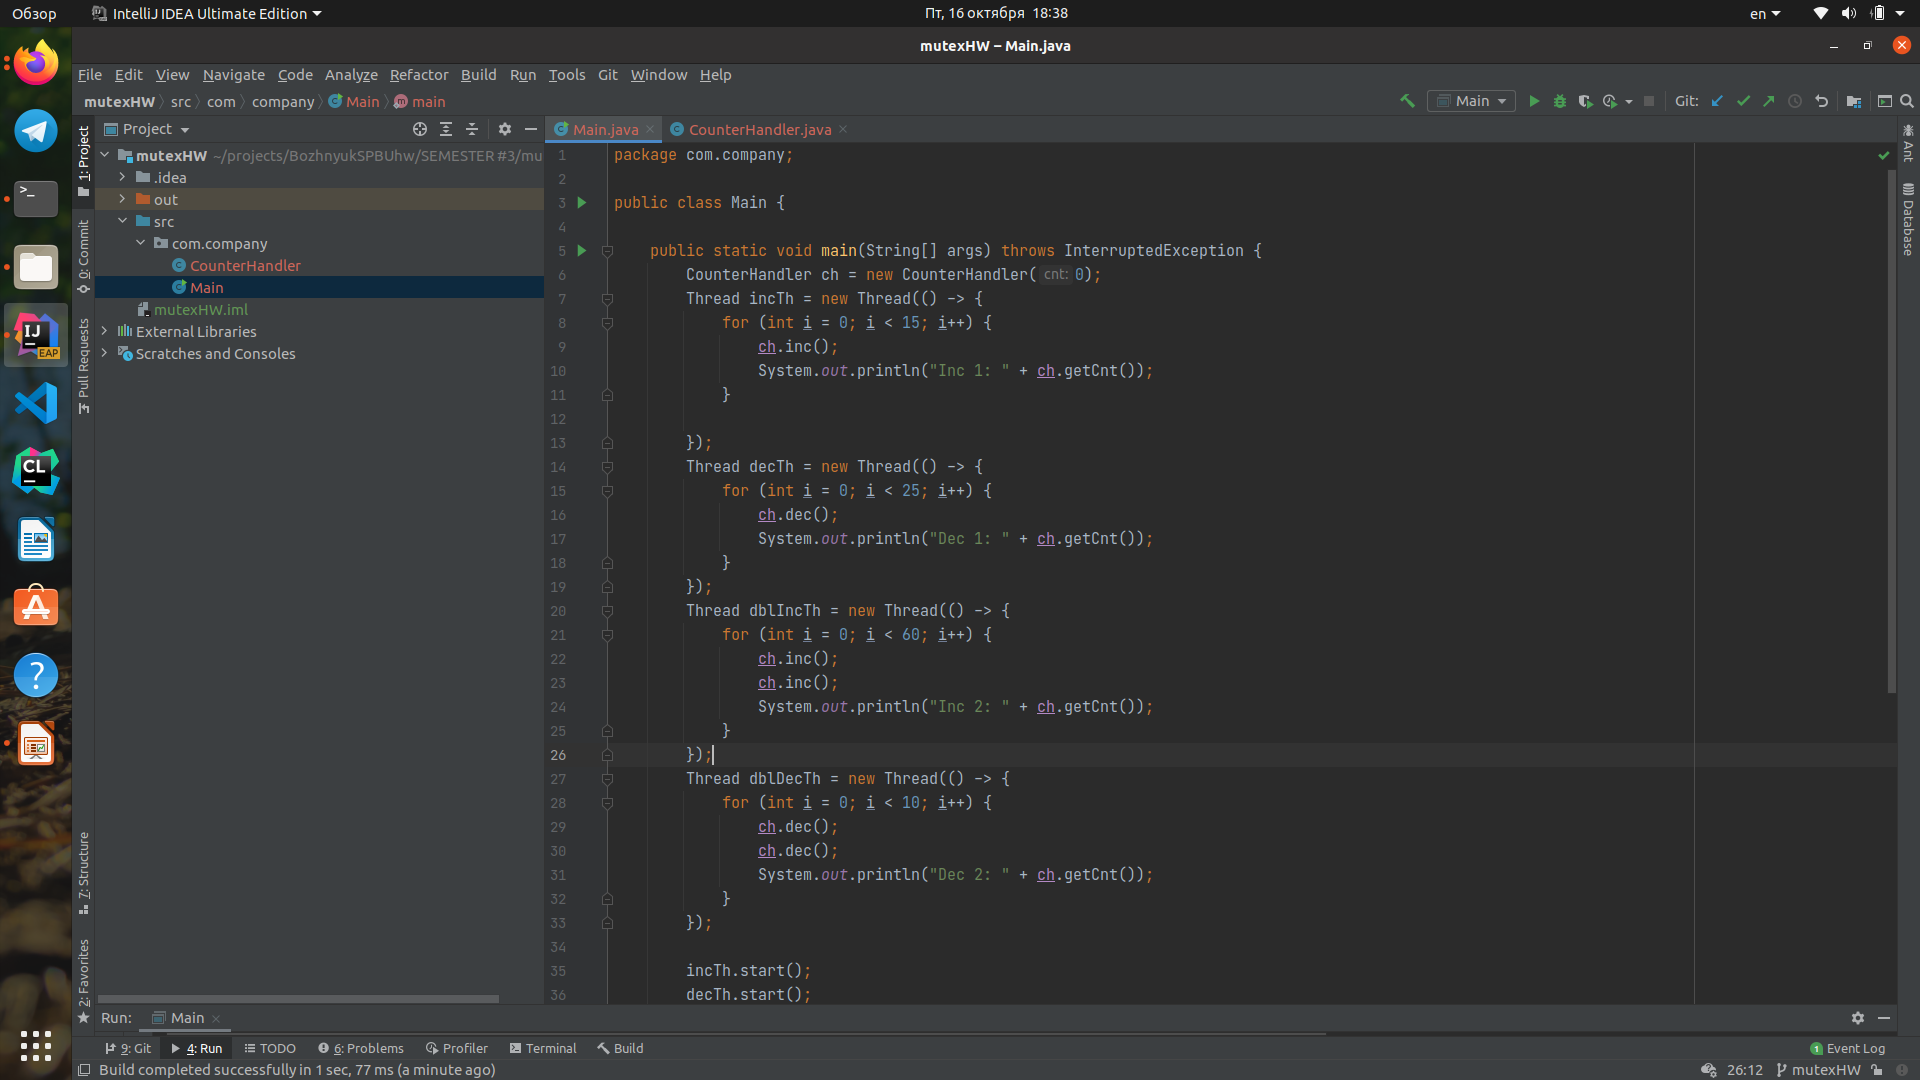 Обзор
IntelliJ IDEA Ultimate Edition
Пт, 16 октября 18:38
en
mutexHW – Main.java
File Edit View Navigate Code Analyze Refactor Build Run Tools Git Window Help
mutexHW src com company Main main
Main
Git:
Project
Main.java
CounterHandler.java
mutexHW ~/projects/BozhnyukSPBUhw/SEMESTER #3/mu
.idea
out
src
com.company
CounterHandler
Main
mutexHW.iml
External Libraries
Scratches and Consoles
1: Project
0: Commit
Pull Requests
7: Structure
2: Favorites
Ant
Database
IJ
EAP
CL
1 package com.company;
2
3 public class Main {
4
5 public static void main(String[] args) throws InterruptedException {
6 CounterHandler ch = new CounterHandler( cnt: 0);
7 Thread incTh = new Thread(() -> {
8 for (int i = 0; i < 15; i++) {
9 ch.inc();
10 System.out.println("Inc 1: " + ch.getCnt());
11 }
12
13 });
14 Thread decTh = new Thread(() -> {
15 for (int i = 0; i < 25; i++) {
16 ch.dec();
17 System.out.println("Dec 1: " + ch.getCnt());
18 }
19 });
20 Thread dblIncTh = new Thread(() -> {
21 for (int i = 0; i < 60; i++) {
22 ch.inc();
23 ch.inc();
24 System.out.println("Inc 2: " + ch.getCnt());
25 }
26 });
27 Thread dblDecTh = new Thread(() -> {
28 for (int i = 0; i < 10; i++) {
29 ch.dec();
30 ch.dec();
31 System.out.println("Dec 2: " + ch.getCnt());
32 }
33 });
34
35 incTh.start();
36 decTh.start();
Run: Main
9: Git 4: Run TODO 6: Problems Profiler Terminal Build
1 Event Log
Build completed successfully in 1 sec, 77 ms (a minute ago)
26:12 mutexHW